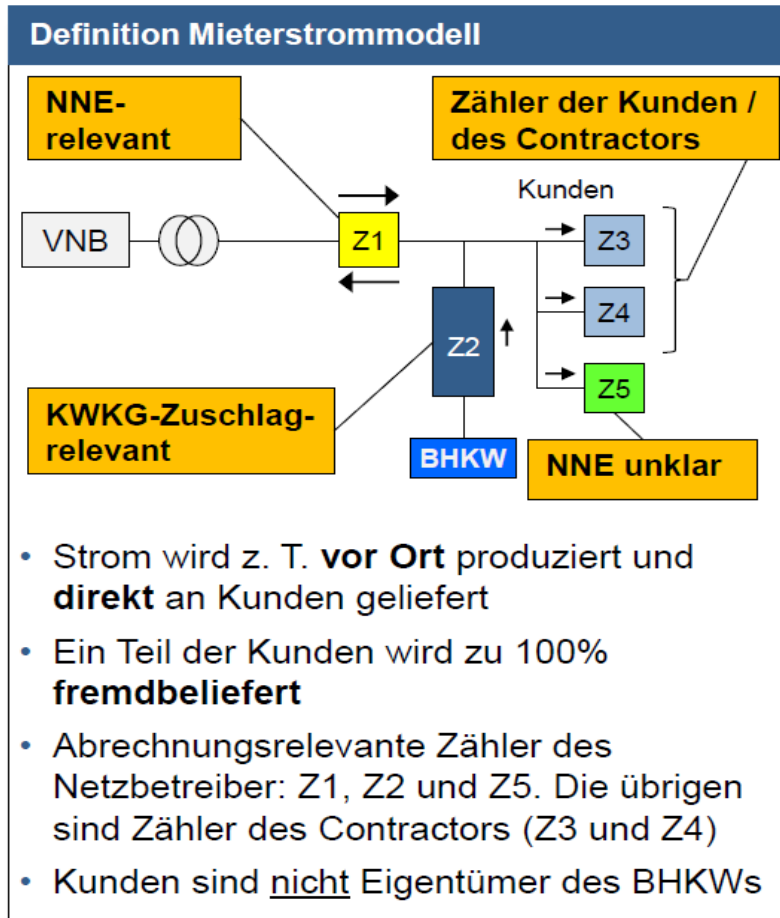 Definition Mieterstrommodell
NNE-
relevant
Zähler der Kunden /
des Contractors
Kunden
VNB
Z1
Z3
Z4
Z2
Z5
KWKG-Zuschlag-
relevant
BHKW
NNE unklar
• Strom wird z. T. vor Ort produziert und
direkt an Kunden geliefert
• Ein Teil der Kunden wird zu 100%
fremdbeliefert
• Abrechnungsrelevante Zähler des
Netzbetreiber: Z1, Z2 und Z5. Die übrigen
sind Zähler des Contractors (Z3 und Z4)
• Kunden sind nicht Eigentümer des BHKWs